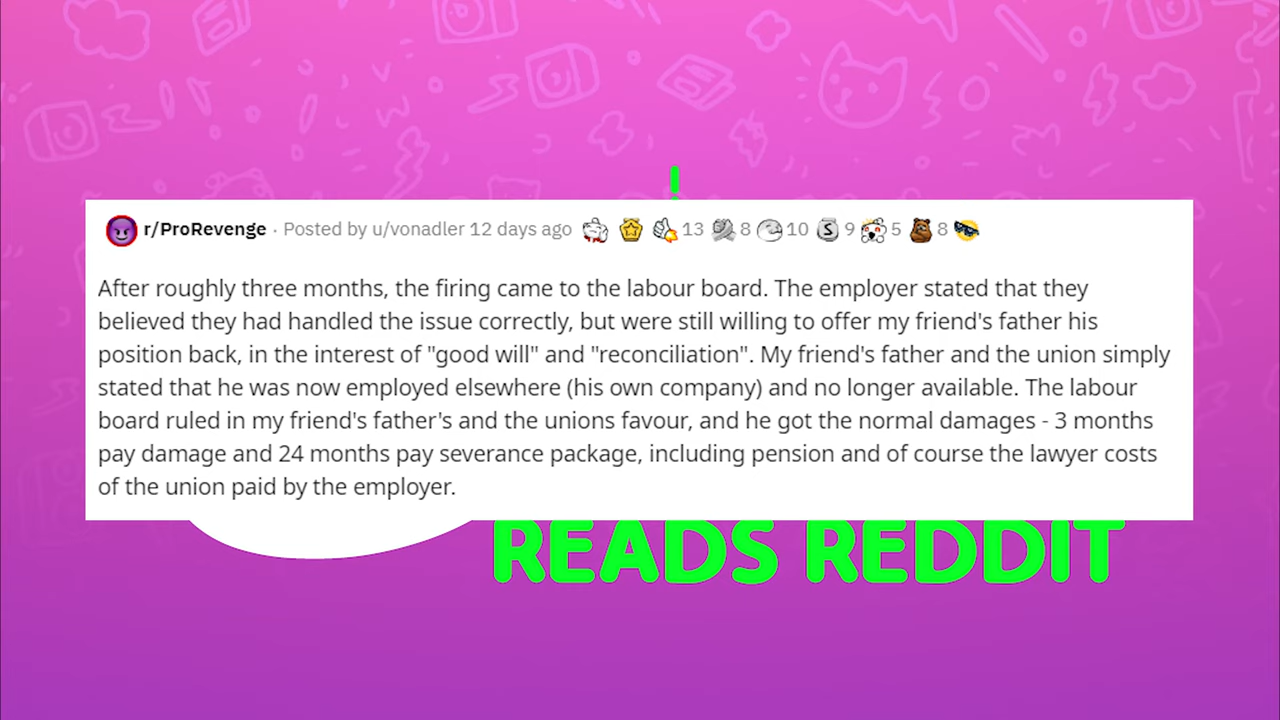 r/ProRevenge · Posted by u/vonadler 12 days ago 13 8 10 S 9 5 8
After roughly three months, the firing came to the labour board. The employer stated that they
believed they had handled the issue correctly, but were still willing to offer my friend's father his
position back, in the interest of "good will" and "reconciliation". My friend's father and the union simply
stated that he was now employed elsewhere (his own company) and no longer available. The labour
board ruled in my friend's father's and the unions favour, and he got the normal damages - 3 months
pay damage and 24 months pay severance package, including pension and of course the lawyer costs
of the union paid by the employer.
READS REDDIT